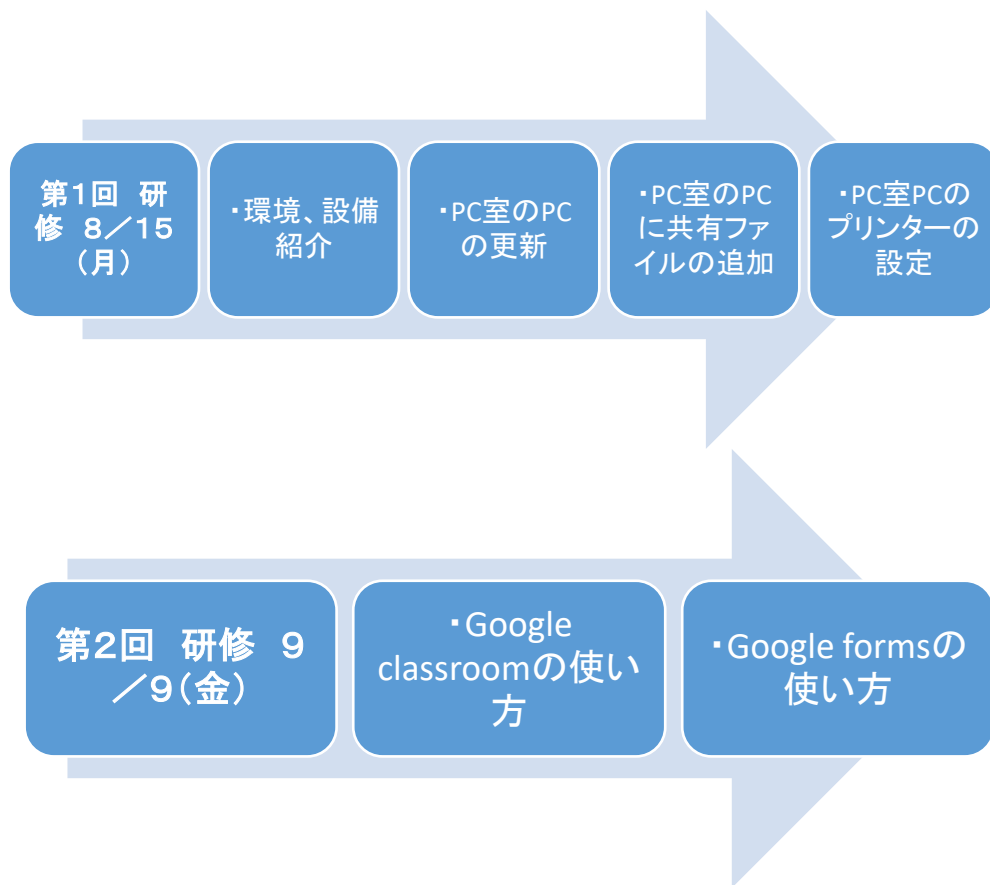 第1回　研
修　8／15
（月）
・環境、設備
紹介
・PC室のPC
の更新
・PC室のPC
に共有ファ
イルの追加
・PC室PCの
プリンターの
設定
第2回　研修　9
／9（金）
・Google
classroomの使い
方
・Google formsの
使い方